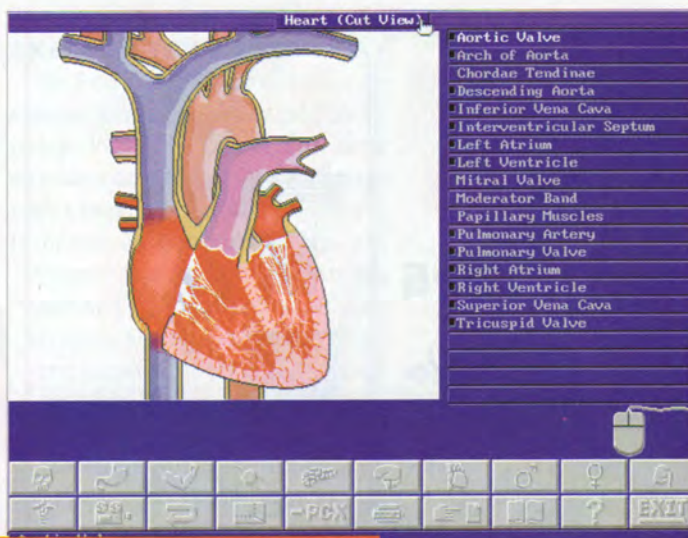 Heart (Cut View)
Aortic Valve
Arch of Aorta
Chordae Tendinae
Descending Aorta
Inferior Vena Cava
Interventricular Septum
Left Atrium
Left Ventricle
Mitral Valve
Moderator Band
Papillary Muscles
Pulmonary Artery
Pulmonary Valve
Right Atrium
Right Ventricle
Superior Vena Cava
Tricuspid Valve
-PCX
?
EXIT